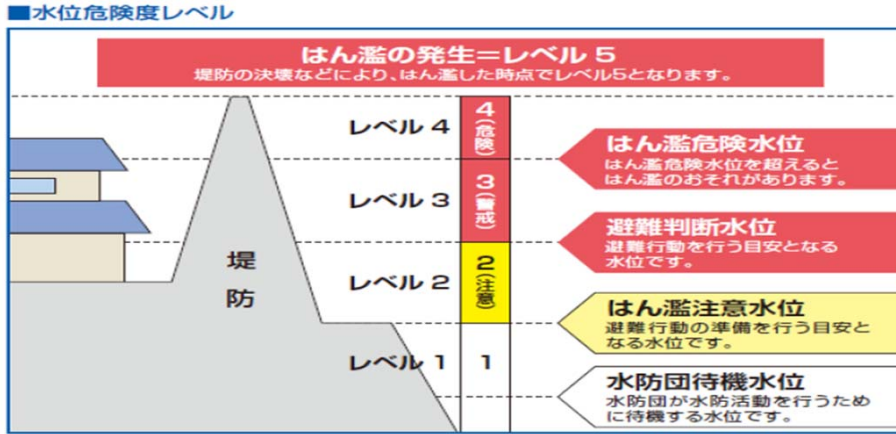 ■水位危険度レベル
はん濫の発生＝レベル 5
堤防の決壊などにより、はん濫した時点でレベル5となります。
レベル 4
4(危険)
はん濫危険水位
はん濫危険水位を超えると
はん濫のおそれがあります。
レベル 3
3(警戒)
避難判断水位
避難行動を行う目安となる
水位です。
堤防
レベル 2
2(注意)
はん濫注意水位
避難行動の準備を行う目安と
なる水位です。
レベル 1
1
水防団待機水位
水防団が水防活動を行うため
に待機する水位です。